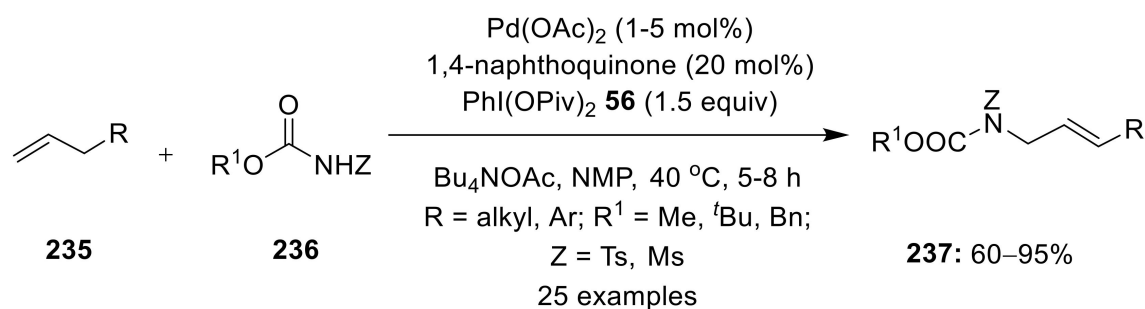 Pd(OAc)₂ (1-5 mol%)
1,4-naphthoquinone (20 mol%)
PhI(OPiv)₂ 56 (1.5 equiv)
R
+
O
R¹
O
NHZ
Z
R¹OOC
N
R
Bu₄NOAc, NMP, 40 ᵒC, 5-8 h
R = alkyl, Ar; R¹ = Me, ᵗBu, Bn;
Z = Ts, Ms
25 examples
235
236
237: 60–95%